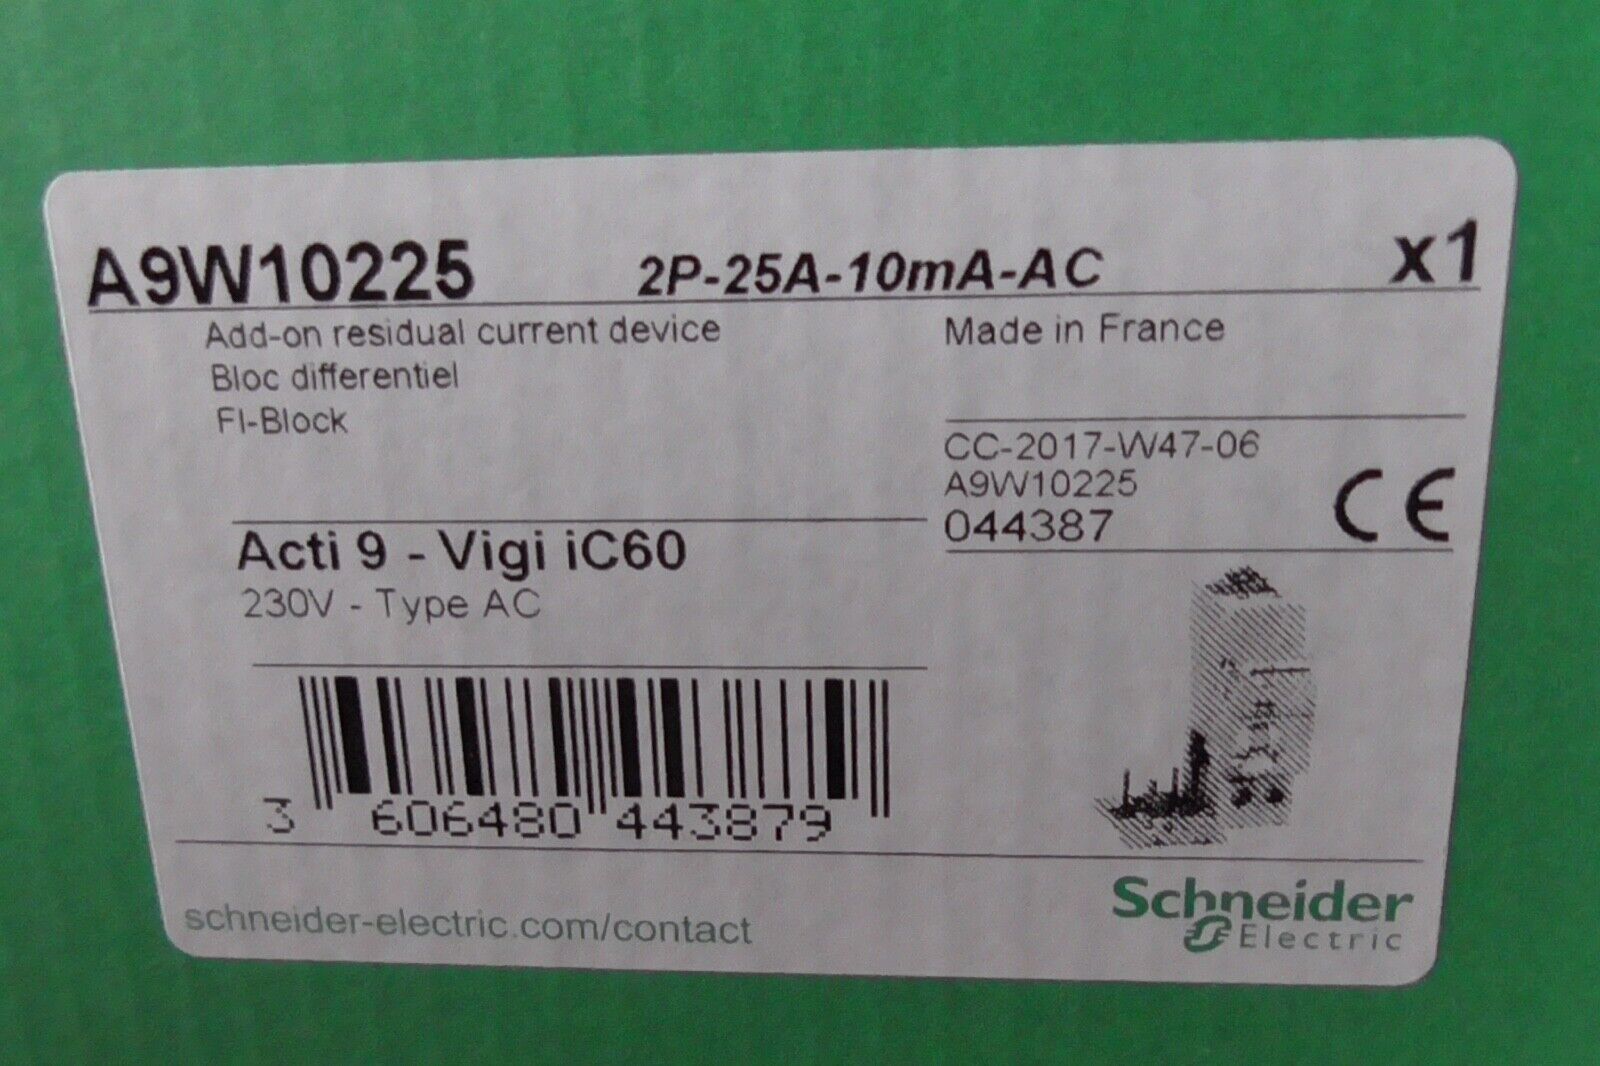 A9W10225 2P-25A-10mA-AC x1
Add-on residual current device
Bloc differentiel
FI-Block
Made in France
CC-2017-W47-06
A9W10225
044387
CE
Acti 9 - Vigi iC60
230V - Type AC
3 606480 443879
schneider-electric.com/contact
Schneider
Electric